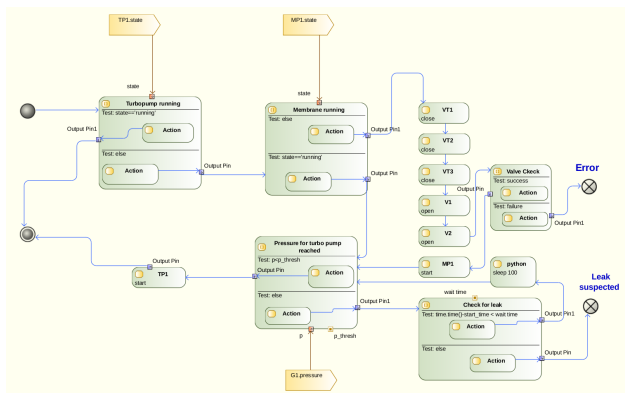 TP1.state
MP1.state
state
state
Turbopump running
Test: state=='running'
Action
Output Pin1
Test: else
Action
Output Pin
Membrane running
Test: else
Action
Output Pin1
Test: state=='running'
Action
Output Pin
VT1
close
VT2
close
VT3
close
V1
open
V2
open
MP1
start
Valve Check
Test: success
Action
Output Pin
Test: failure
Action
Output Pin1
Error
Pressure for turbo pump
reached
Test: p<p_thresh
Action
Output Pin
Test: else
Action
Output Pin1
p
p_thresh
G1.pressure
Output Pin
TP1
start
python
sleep 100
wait time
Check for leak
Test: time.time()-start_time < wait time
Action
Output Pin1
Test: else
Action
Output Pin
Leak
suspected